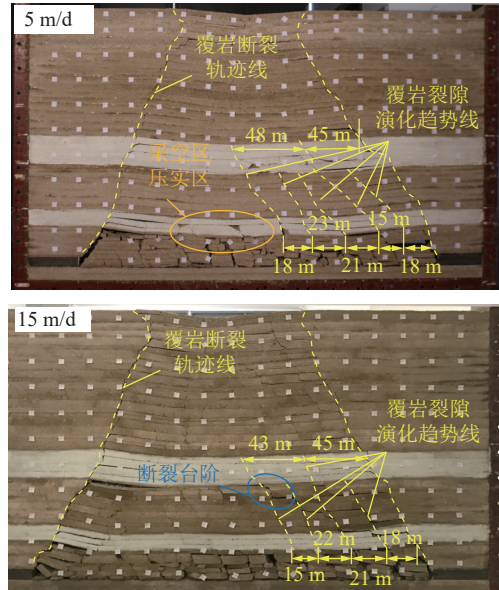 5 m/d
覆岩断裂
轨迹线
覆岩裂隙
演化趋势线
48 m
45 m
采空区
压实区
23 m
15 m
18 m
21 m
18 m
15 m/d
覆岩断裂
轨迹线
覆岩裂隙
演化趋势线
43 m
45 m
断裂台阶
22 m
18 m
15 m
21 m